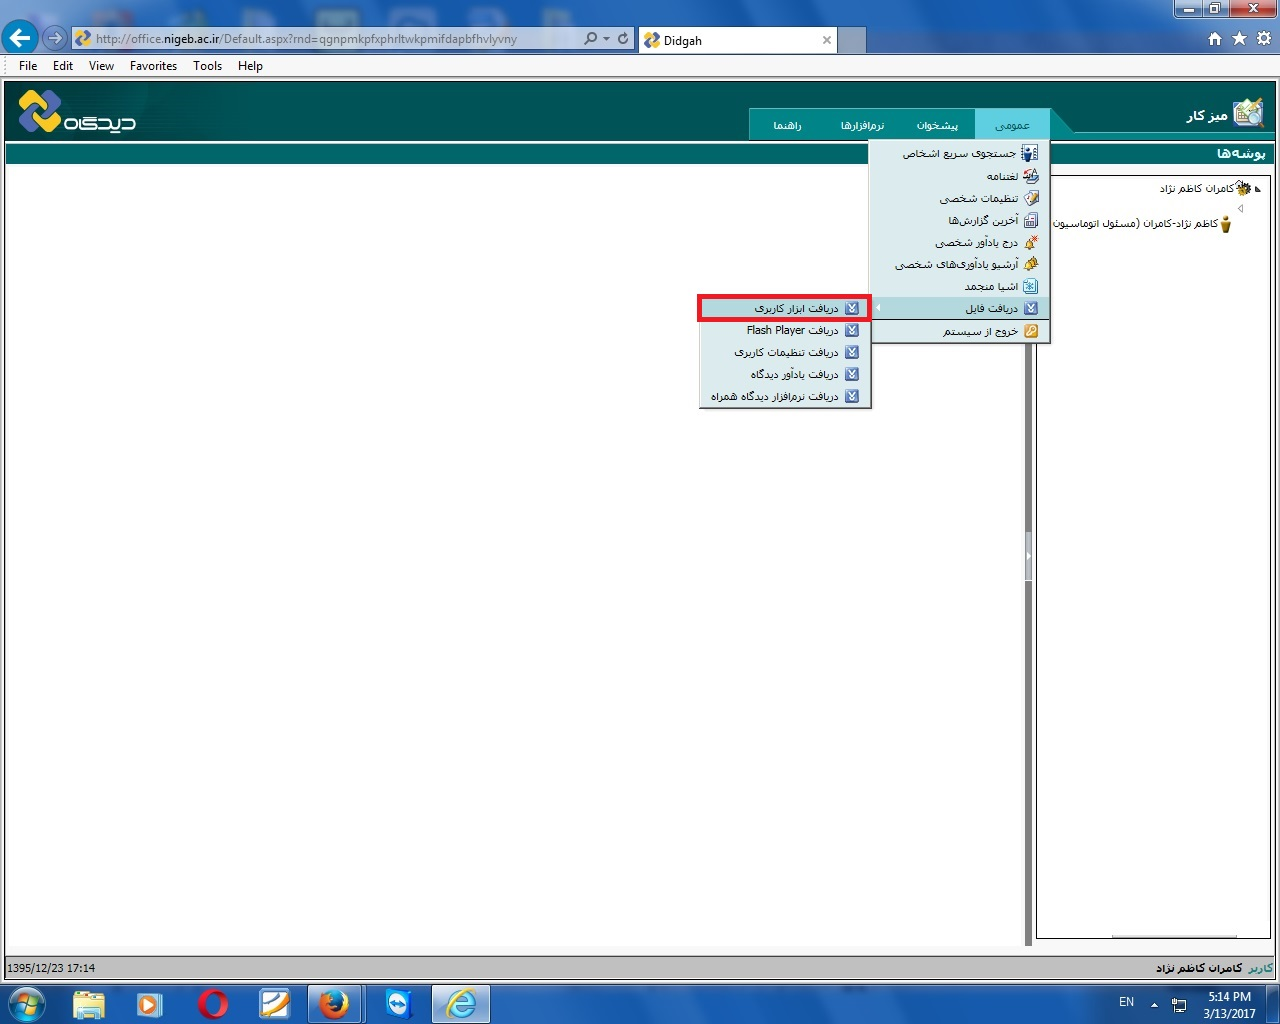 http://office.nigeb.ac.ir/Default.aspx?rnd=qgnpmkpfxphrltwkpmifdapbfhvlyvny
Didgah
File Edit View Favorites Tools Help
دیدگاه
میز کار
عمومی پیشخوان نرم‌افزارها راهنما
پوشه‌ها
جستجوی سریع اشخاص
لغتنامه
تنظیمات شخصی
آخرین گزارش‌ها
درج یادآور شخصی
آرشیو یادآوری‌های شخصی
اشیا منجمد
دریافت فایل
خروج از سیستم
دریافت ابزار کاربری
دریافت Flash Player
دریافت تنظیمات کاربری
دریافت یادآور دیدگاه
دریافت نرم‌افزار دیدگاه همراه
کامران کاظم نژاد
کاظم نژاد-کامران (مسئول اتوماسیون
کاربر کامران کاظم نژاد
1395/12/23 17:14
EN
5:14 PM
3/13/2017